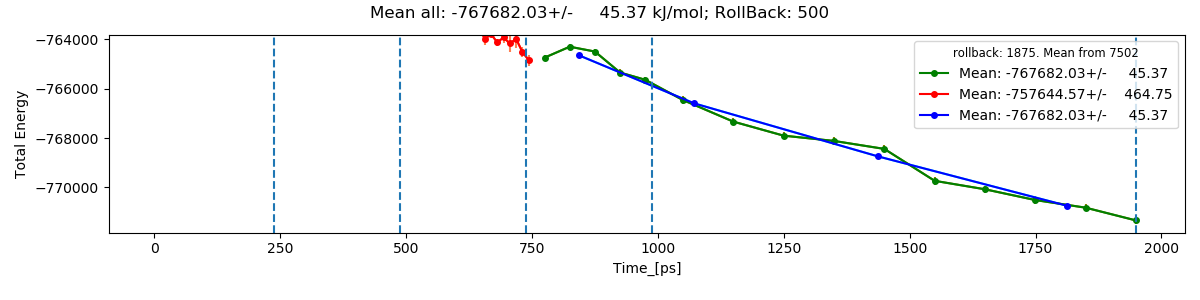 Mean all: -767682.03+/-      45.37 kJ/mol; RollBack: 500
rollback: 1875. Mean from 7502
Mean: -767682.03+/-     45.37
Mean: -757644.57+/-    464.75
Mean: -767682.03+/-     45.37
Total Energy
−764000
−766000
−768000
−770000
0
250
500
750
1000
1250
1500
1750
2000
Time_[ps]